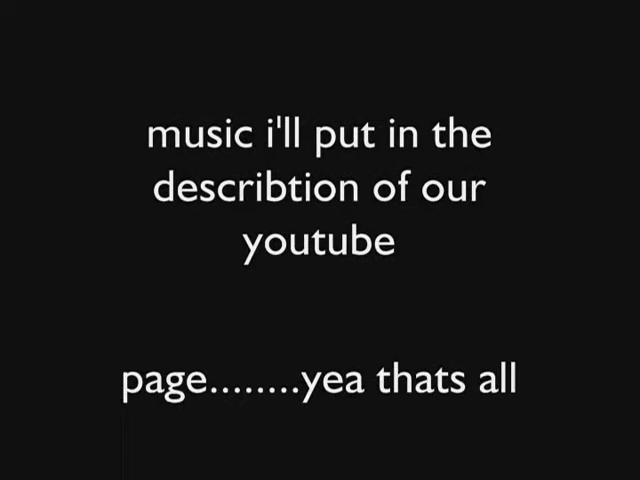 music i'll put in the
describtion of our
youtube
page........yea thats all